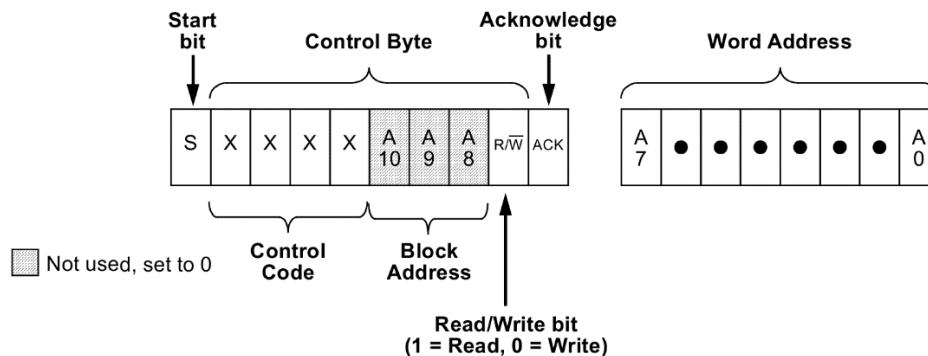 Start
bit
Control Byte
Acknowledge
bit
Word Address
S X X X X A 10 A 9 A 8 R/W̅ ACK
A 7 ● ● ● ● ● ● A 0
Control
Code
Block
Address
Not used, set to 0
Read/Write bit
(1 = Read, 0 = Write)